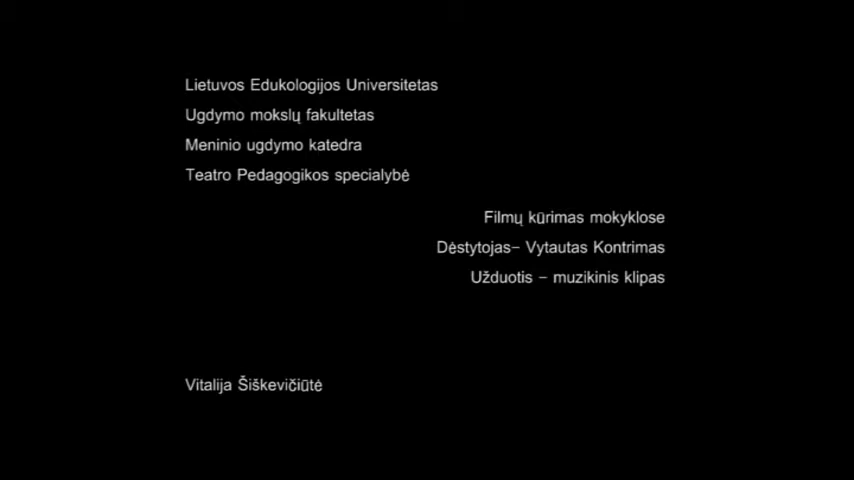 Lietuvos Edukologijos Universitetas
Ugdymo mokslų fakultetas
Meninio ugdymo katedra
Teatro Pedagogikos specialybė
Filmų kūrimas mokyklose
Dėstytojas– Vytautas Kontrimas
Užduotis – muzikinis klipas
Vitalija Šiškevičiūtė